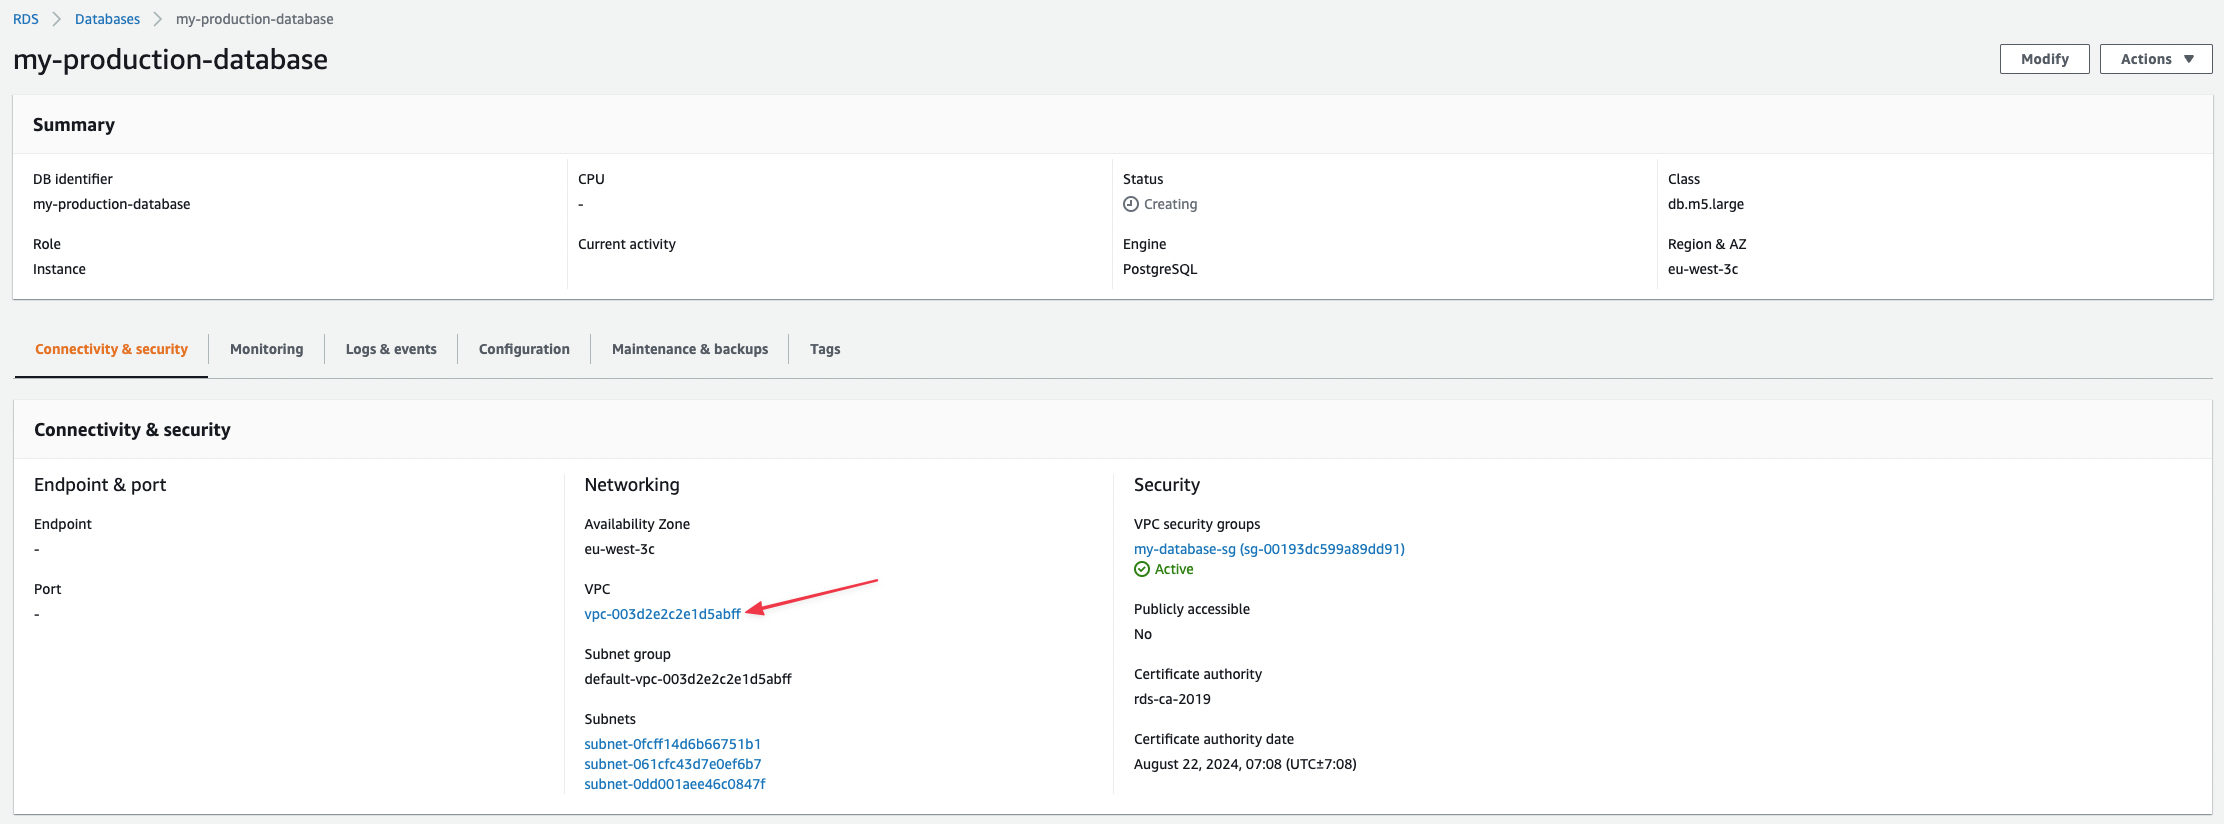 RDS > Databases > my-production-database
my-production-database
Modify
Actions ▼
Summary
DB identifier
my-production-database
Role
Instance
CPU
-
Current activity
Status
Creating
Engine
PostgreSQL
Class
db.m5.large
Region & AZ
eu-west-3c
Connectivity & security
Monitoring
Logs & events
Configuration
Maintenance & backups
Tags
Connectivity & security
Endpoint & port
Endpoint
-
Port
-
Networking
Availability Zone
eu-west-3c
VPC
vpc-003d2e2c2e1d5abff
Subnet group
default-vpc-003d2e2c2e1d5abff
Subnets
subnet-0fcff14d6b66751b1
subnet-061cfc43d7e0ef6b7
subnet-0dd001aee46c0847f
Security
VPC security groups
my-database-sg (sg-00193dc599a89dd91)
Active
Publicly accessible
No
Certificate authority
rds-ca-2019
Certificate authority date
August 22, 2024, 07:08 (UTC±7:08)